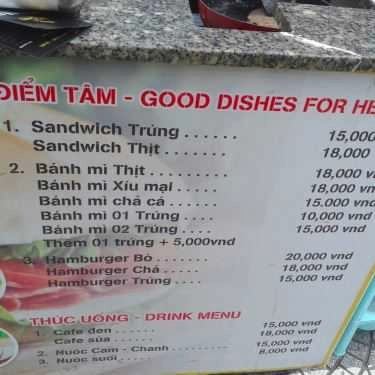 ĐIỂM TÂM - GOOD DISHES FOR HE
1. Sandwich Trứng . . . . . . 15,000
Sandwich Thịt . . . . . . . . 18,000
2. Bánh mì Thịt . . . . . . . . . 18,000 vn
Bánh mì Xíu mại . . . . . . . 18,000 vn
Bánh mì chả cá . . . . . . . 15.000 vnd
Bánh mì 01 Trứng . . . . 10,000 vnd
Bánh mì 02 Trứng . . . . 15,000 vnd
Thêm 01 trứng + 5,000vnd
3. Hamburger Bò . . . . . . . 20,000 vnd
Hamburger Chả . . . . . 18,000 vnd
Hamburger Trứng . . . . 15,000 vnd
THỨC UỐNG - DRINK MENU
1. Cafe đen . . . . . . 15,000 vnd
Cafe sữa . . . . . . 18,000 vnd
2. Nước Cam - Chanh . . . . . . 15,000 vnd
3. Nước suối . . . . . . 8,000 vnd